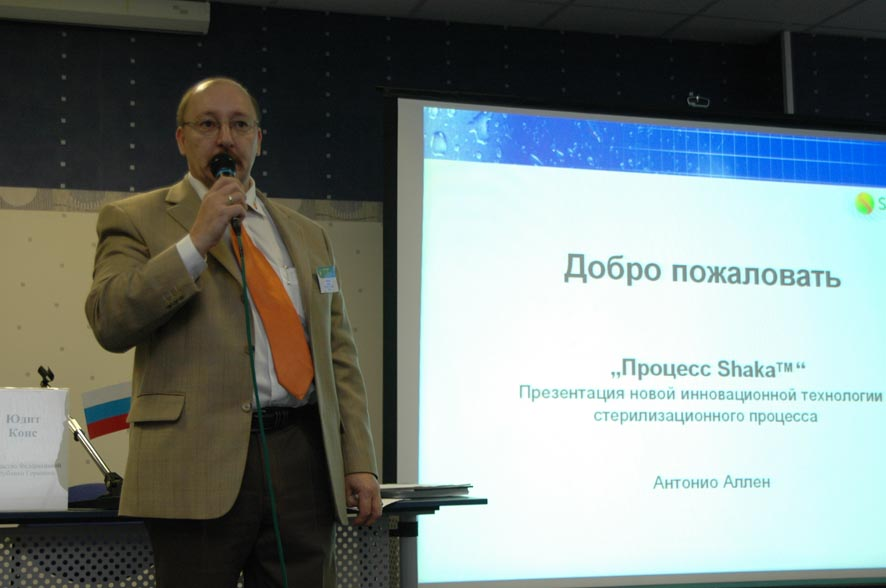 S
Добро пожаловать
„Процесс Shaka™“
Презентация новой инновационной технологии
стерилизационного процесса
Антонио Аллен
Юдит
Конс